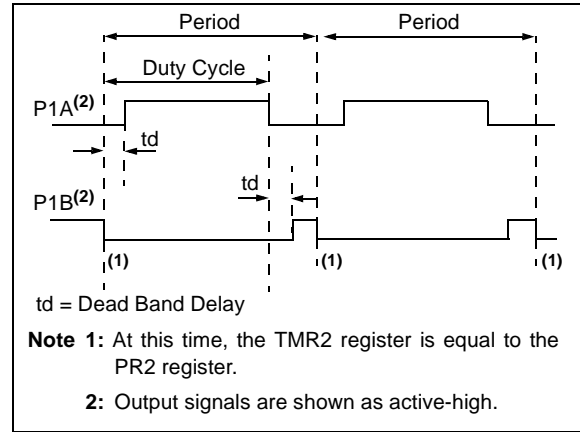 Period Period
Duty Cycle
P1A(2)
td
td
P1B(2)
(1) (1) (1)
td = Dead Band Delay
Note 1: At this time, the TMR2 register is equal to the
PR2 register.
2: Output signals are shown as active-high.